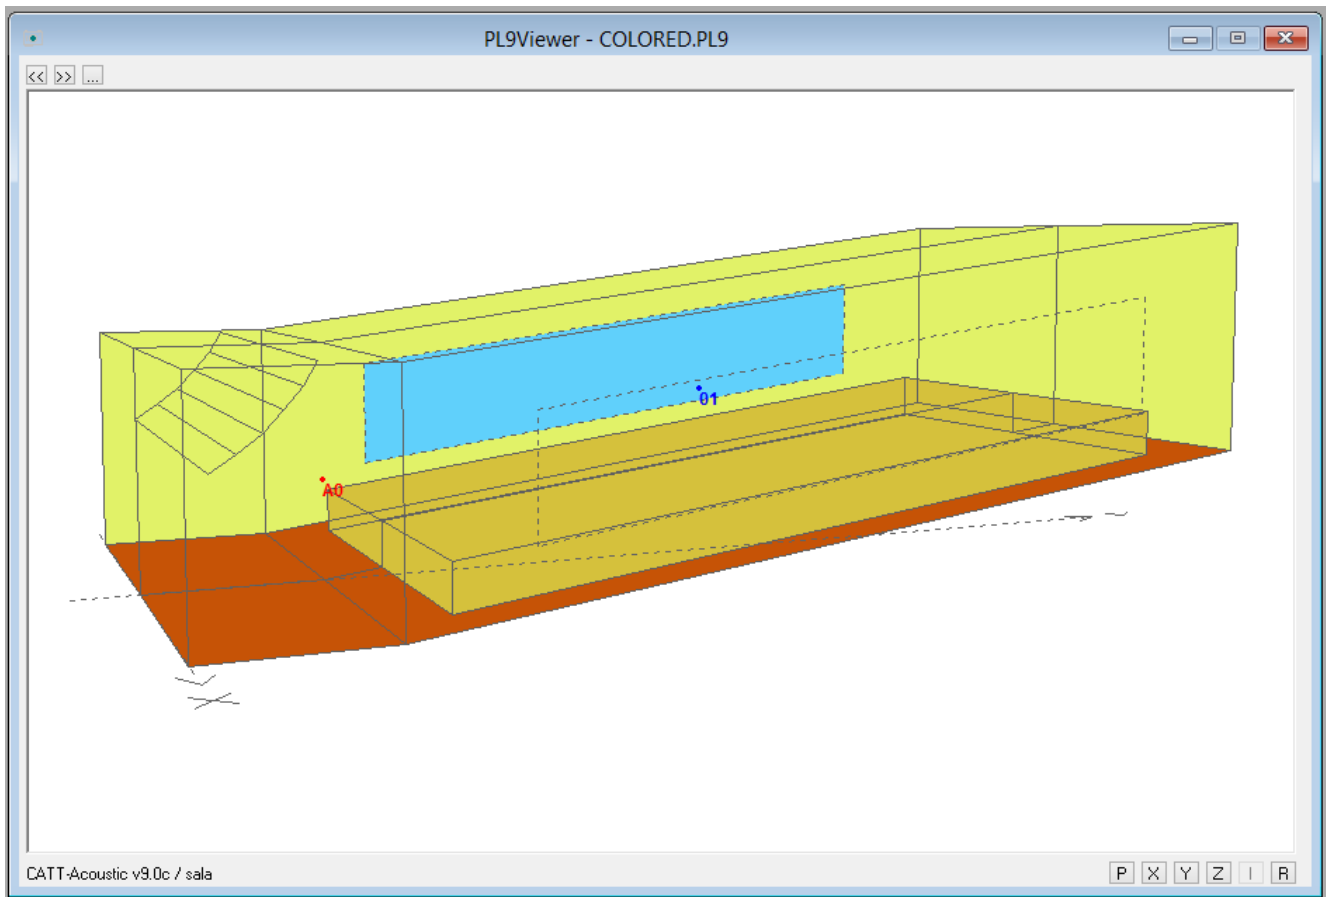 PL9Viewer - COLORED.PL9
<< >> ...
01
A0
CATT-Acoustic v9.0c / sala
P X Y Z I R